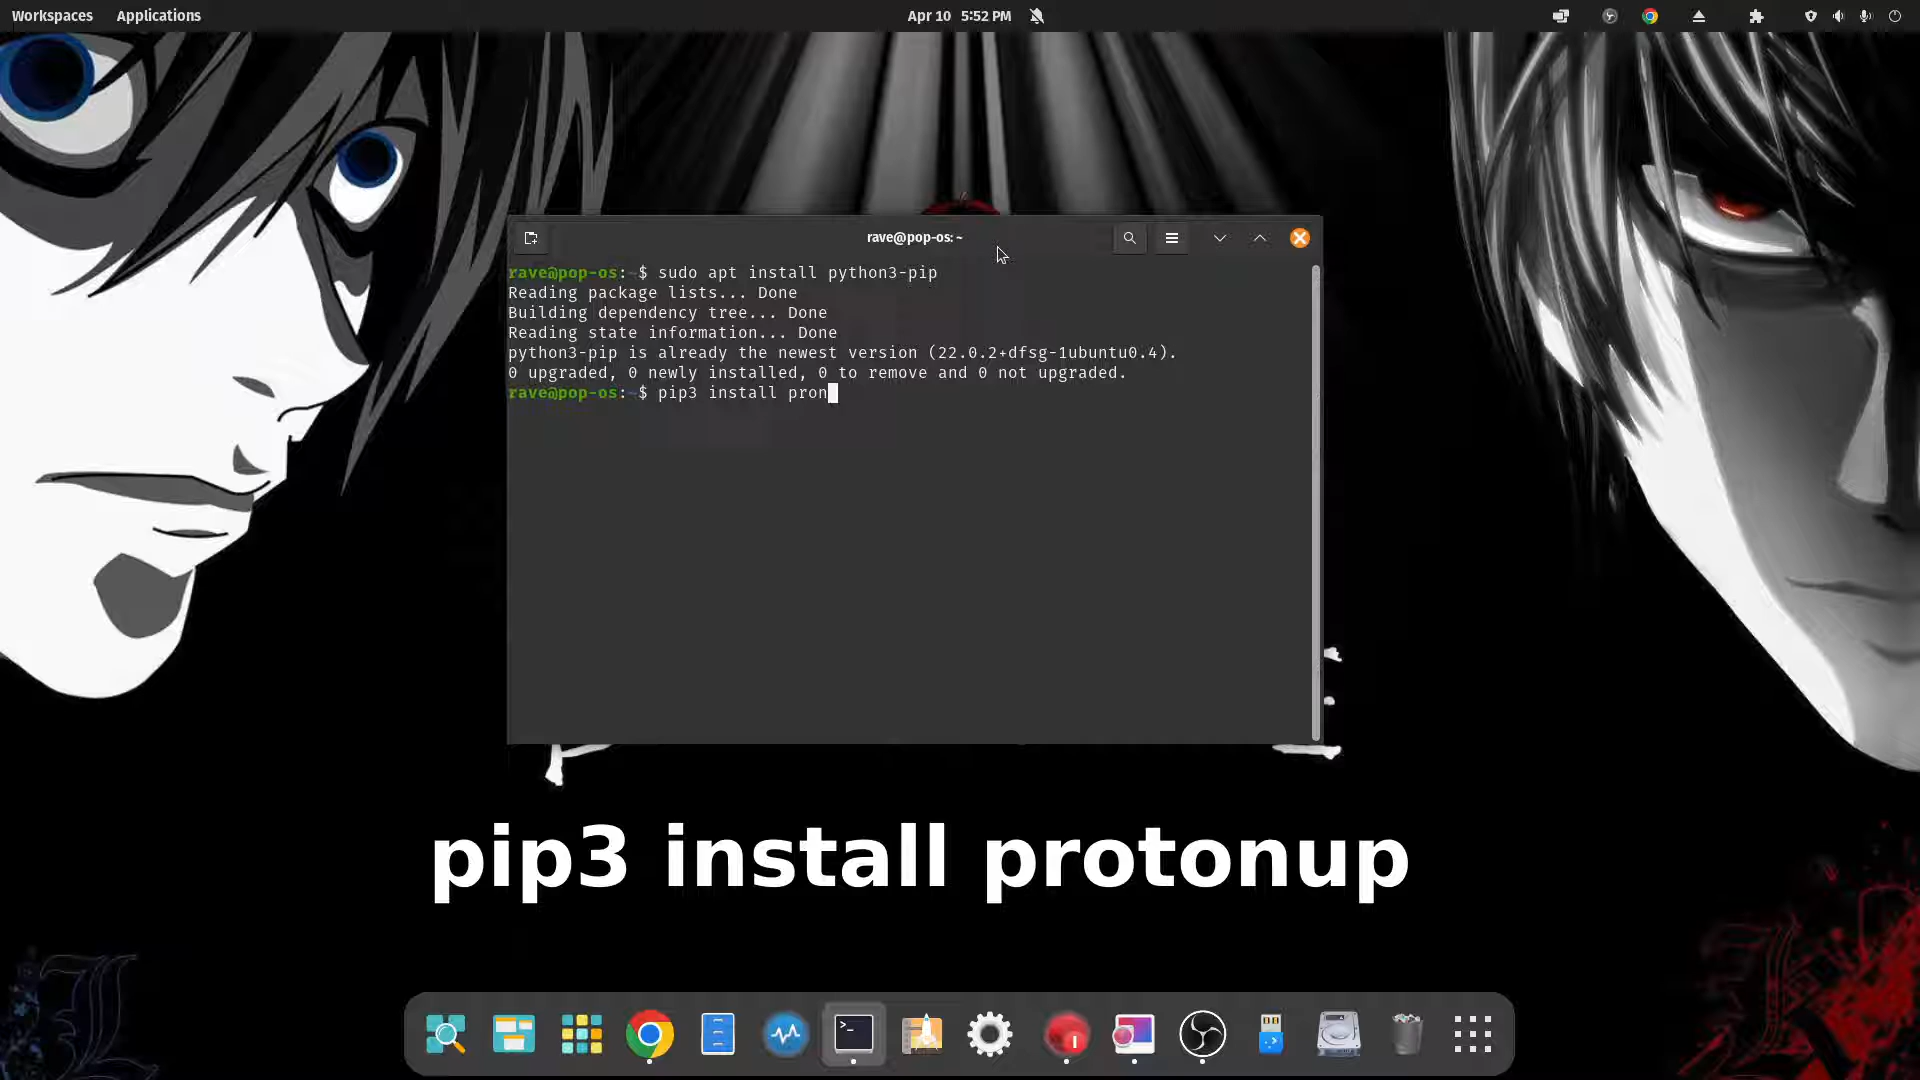 Workspaces Applications Apr 10 5:52 PM
rave@pop-os: ~
rave@pop-os:~$ sudo apt install python3-pip
Reading package lists... Done
Building dependency tree... Done
Reading state information... Done
python3-pip is already the newest version (22.0.2+dfsg-1ubuntu0.4).
0 upgraded, 0 newly installed, 0 to remove and 0 not upgraded.
rave@pop-os:~$ pip3 install pron
pip3 install protonup